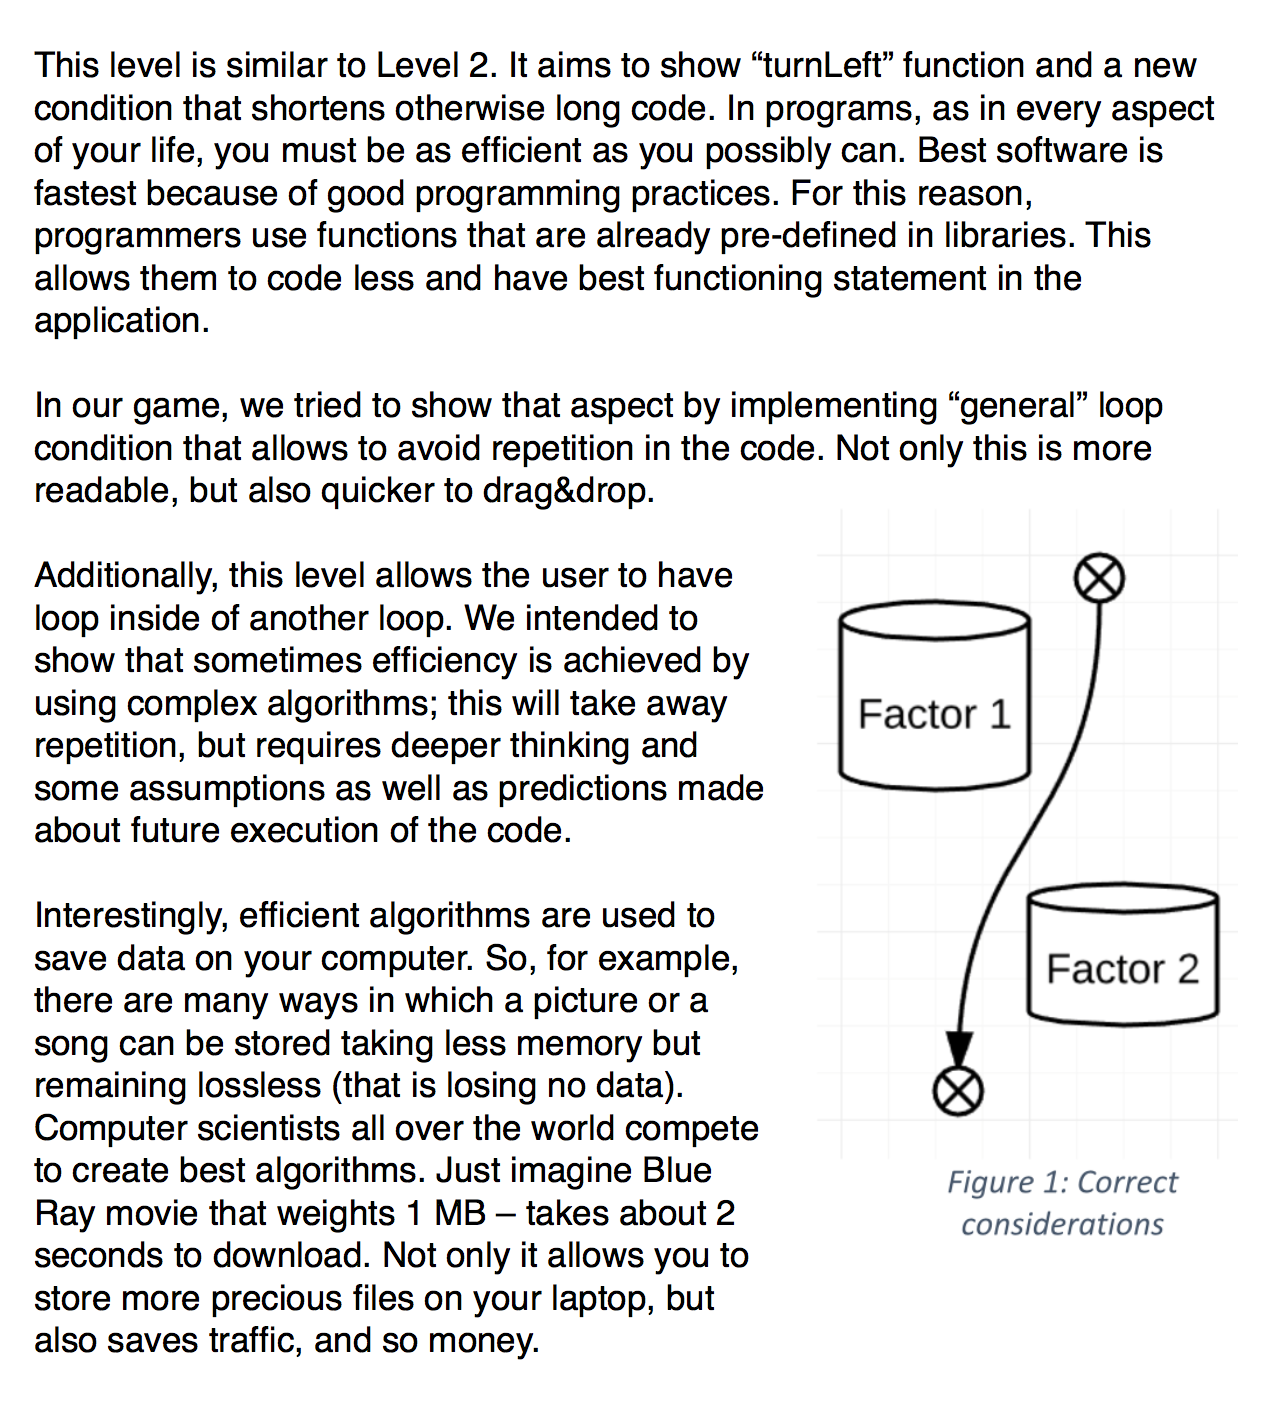 This level is similar to Level 2. It aims to show “turnLeft” function and a new
condition that shortens otherwise long code. In programs, as in every aspect
of your life, you must be as efficient as you possibly can. Best software is
fastest because of good programming practices. For this reason,
programmers use functions that are already pre-defined in libraries. This
allows them to code less and have best functioning statement in the
application.
In our game, we tried to show that aspect by implementing “general” loop
condition that allows to avoid repetition in the code. Not only this is more
readable, but also quicker to drag&drop.
Additionally, this level allows the user to have
loop inside of another loop. We intended to
show that sometimes efficiency is achieved by
using complex algorithms; this will take away
repetition, but requires deeper thinking and
some assumptions as well as predictions made
about future execution of the code.
Interestingly, efficient algorithms are used to
save data on your computer. So, for example,
there are many ways in which a picture or a
song can be stored taking less memory but
remaining lossless (that is losing no data).
Computer scientists all over the world compete
to create best algorithms. Just imagine Blue
Ray movie that weights 1 MB – takes about 2
seconds to download. Not only it allows you to
store more precious files on your laptop, but
also saves traffic, and so money.
Factor 1
Factor 2
Figure 1: Correct
considerations